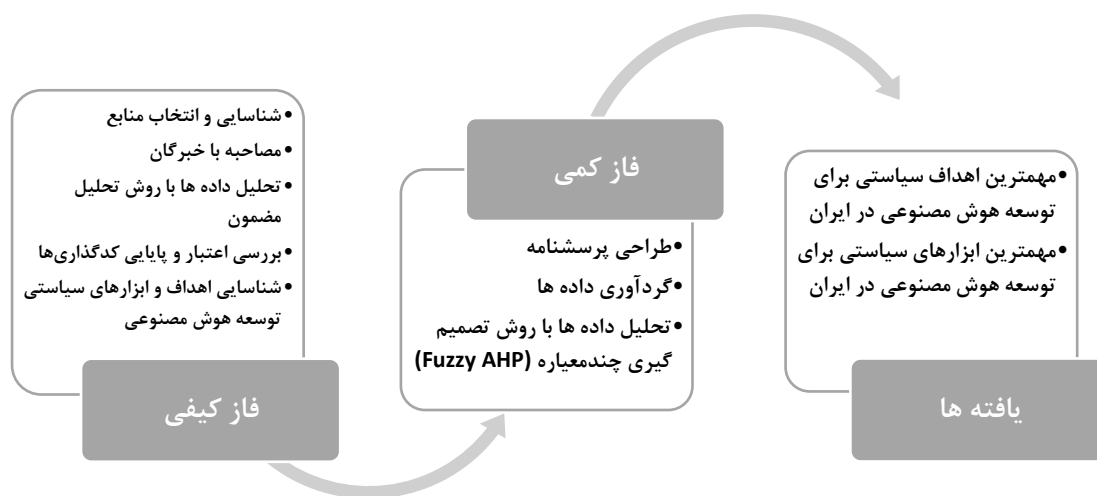 •شناسایی و انتخاب منابع
•مصاحبه با خبرگان
•تحلیل داده ها با روش تحلیل
مضمون
•بررسی اعتبار و پایایی کدگذاری‌ها
•شناسایی اهداف و ابزارهای سیاستی
توسعه هوش مصنوعی
فاز کیفی
فاز کمی
•طراحی پرسشنامه
•گردآوری داده ها
•تحلیل داده ها با روش تصمیم
گیری چندمعیاره (Fuzzy AHP)
•مهمترین اهداف سیاستی برای
توسعه هوش مصنوعی در ایران
•مهمترین ابزارهای سیاستی برای
توسعه هوش مصنوعی در ایران
یافته ها